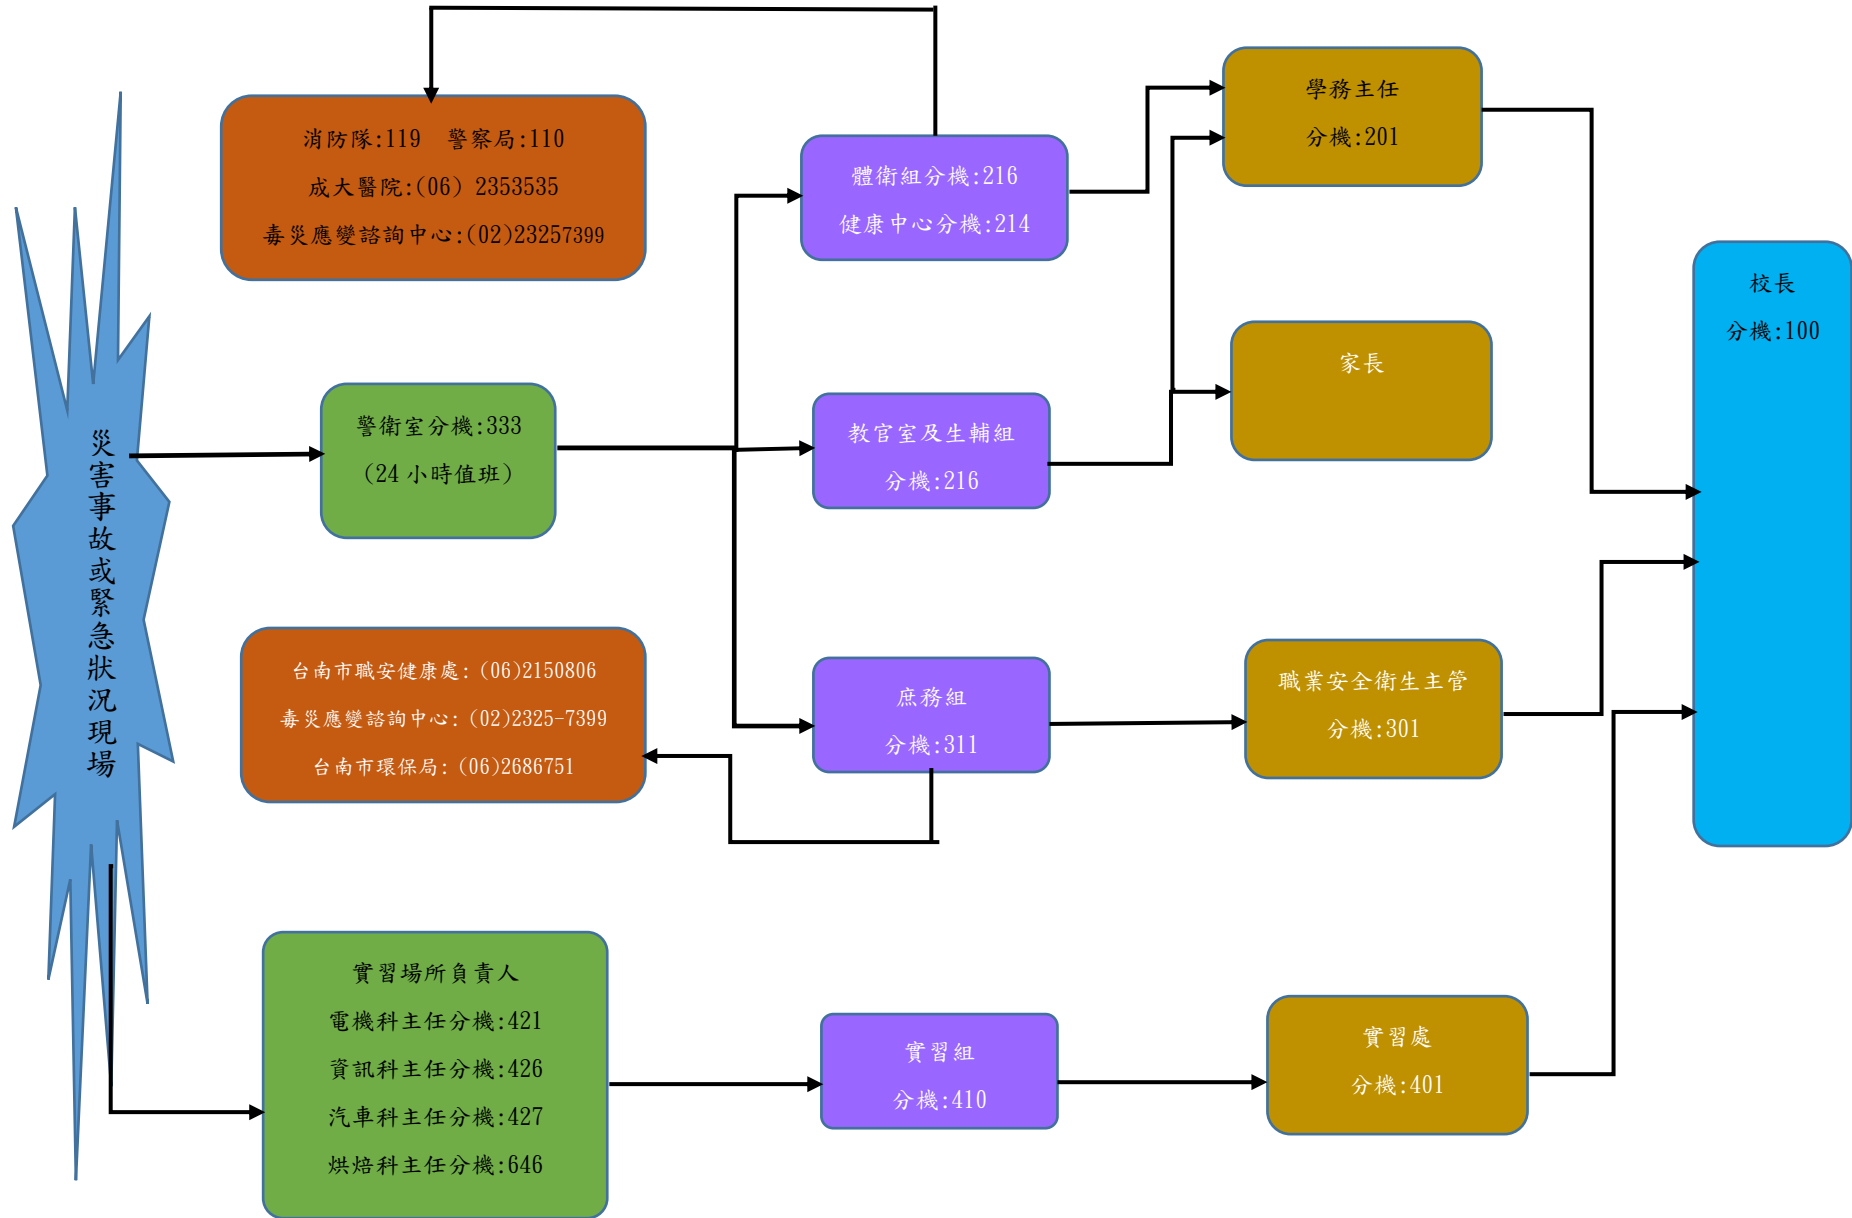 災害事故或緊急狀況現場
消防隊:119 警察局:110
成大醫院:(06) 2353535
毒災應變諮詢中心:(02)23257399
警衛室分機:333
(24 小時值班)
台南市職安健康處:(06)2150806
毒災應變諮詢中心:(02)2325-7399
台南市環保局:(06)2686751
實習場所負責人
電機科主任分機:421
資訊科主任分機:426
汽車科主任分機:427
烘焙科主任分機:646
體衛組分機:216
健康中心分機:214
教官室及生輔組
分機:216
庶務組
分機:311
實習組
分機:410
學務主任
分機:201
家長
職業安全衛生主管
分機:301
實習處
分機:401
校長
分機:100